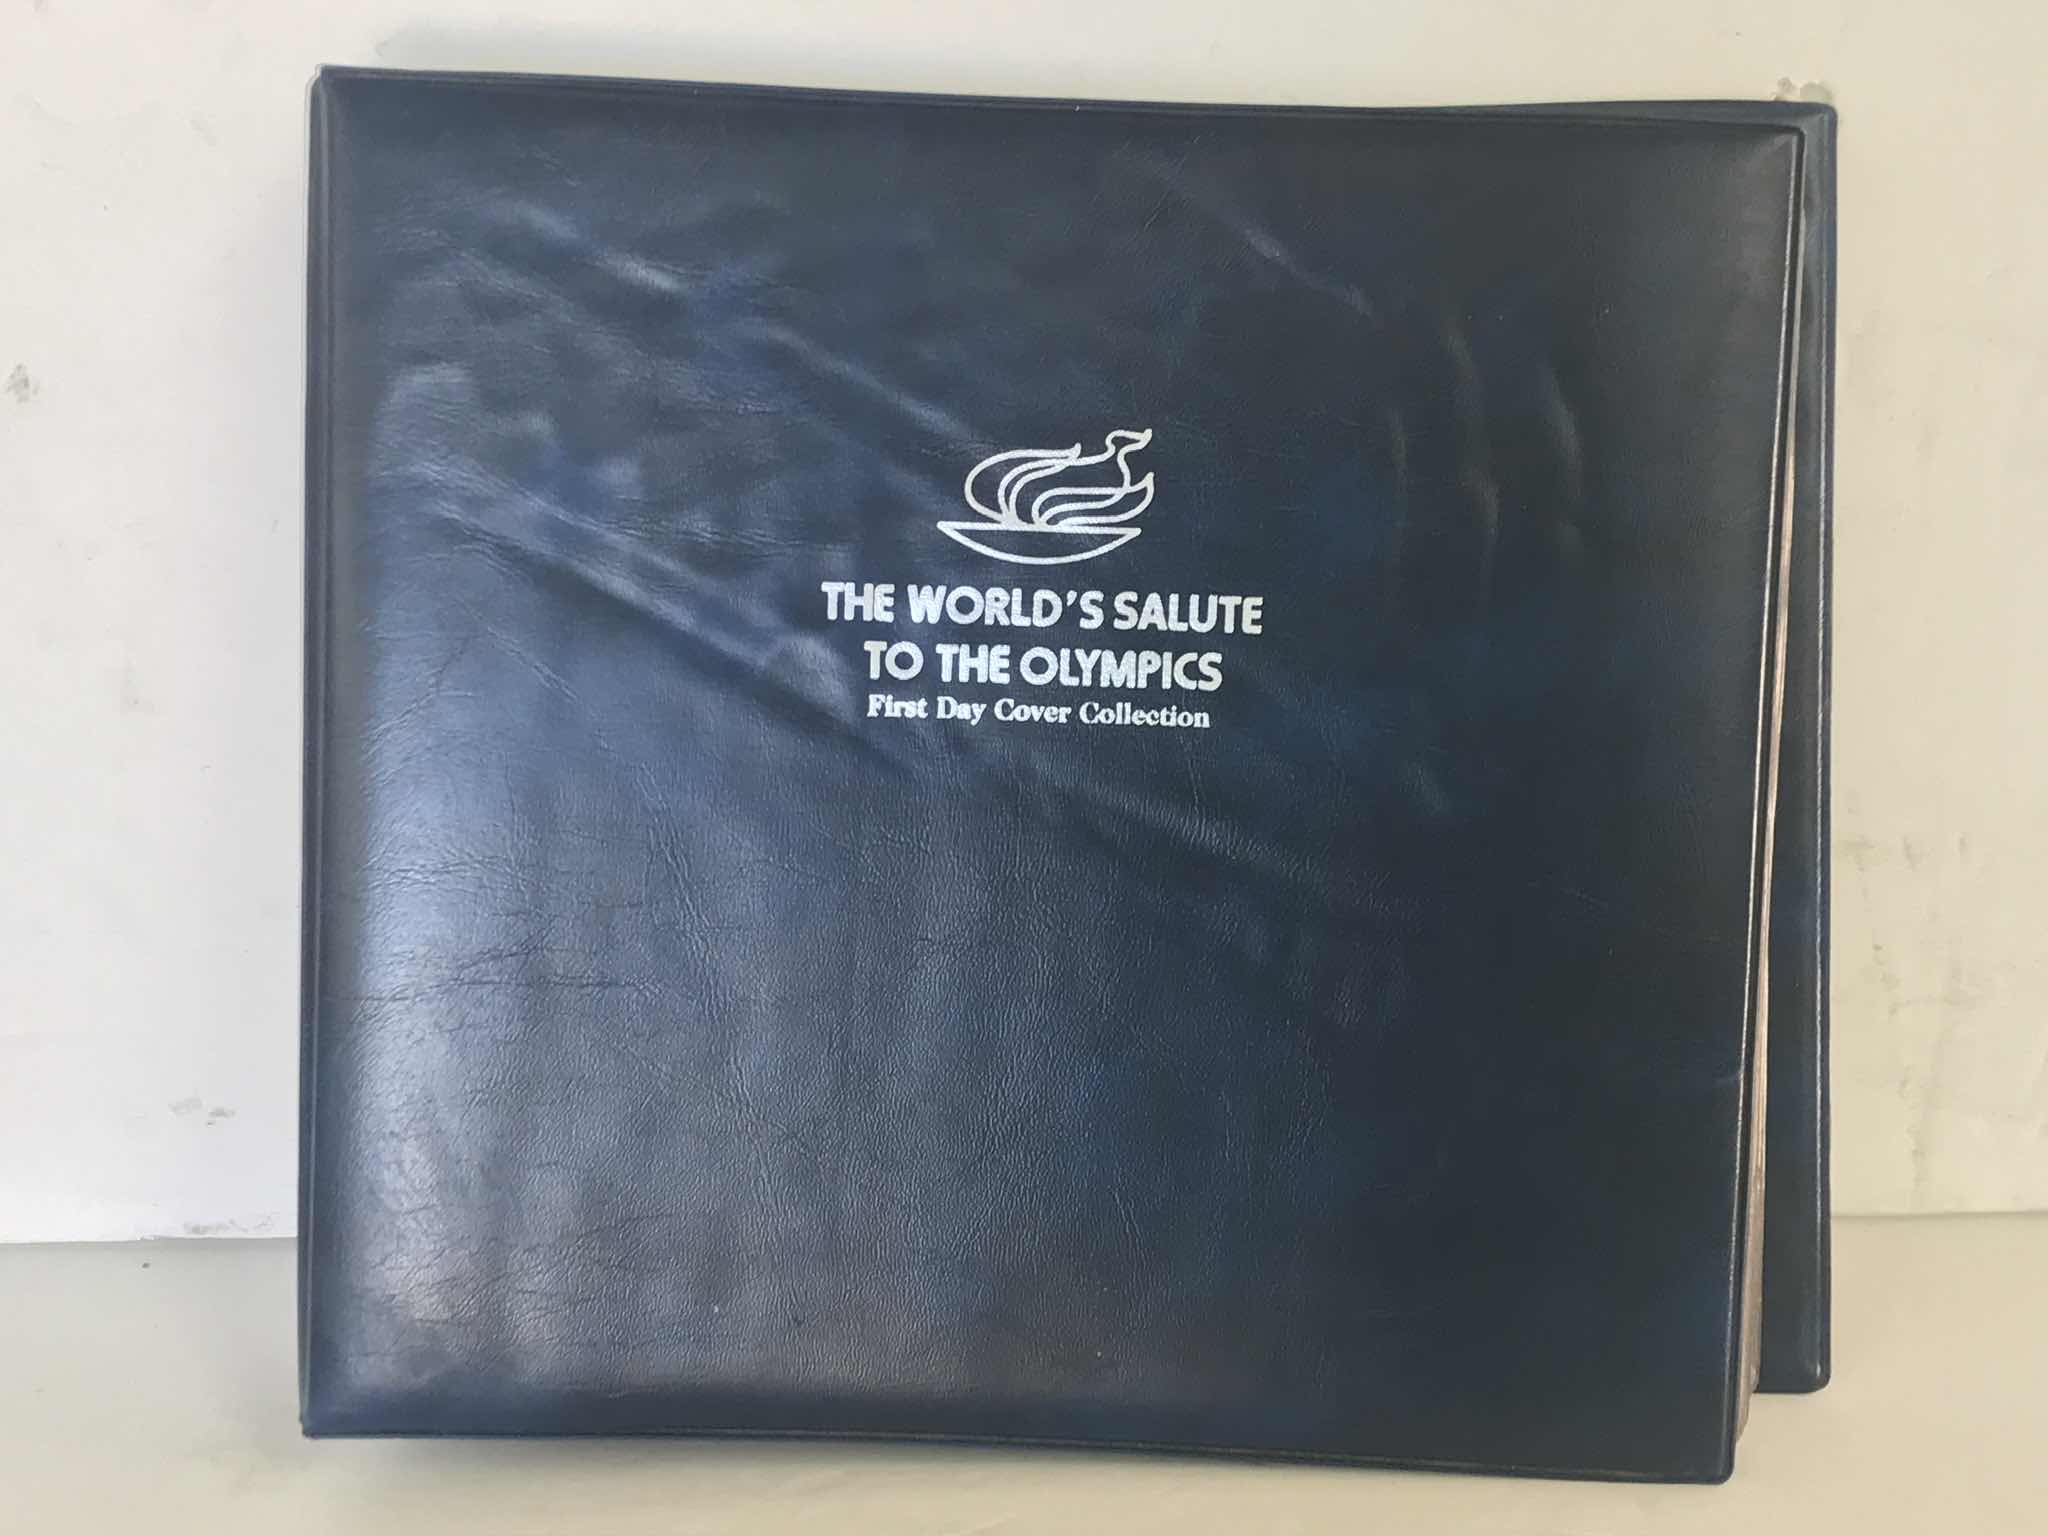 THE WORLD'S SALUTE
TO THE OLYMPICS
First Day Cover Collection